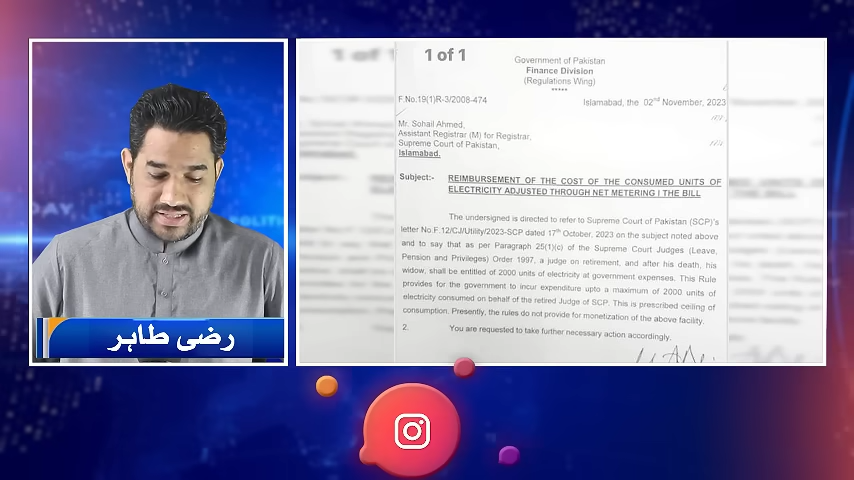 1 of 1
Government of Pakistan
Finance Division
(Regulations Wing)
*****
F.No.19(1)R-3/2008-474
Islamabad, the 02nd November, 2023
Mr. Sohail Ahmed,
Assistant Registrar (M) for Registrar,
Supreme Court of Pakistan,
Islamabad.
Subject:- REIMBURSEMENT OF THE COST OF THE CONSUMED UNITS OF
ELECTRICITY ADJUSTED THROUGH NET METERING I THE BILL
The undersigned is directed to refer to Supreme Court of Pakistan (SCP)'s
letter No.F.12/CJ/Utility/2023-SCP dated 17th October, 2023 on the subject noted above
and to say that as per Paragraph 25(1)(c) of the Supreme Court Judges (Leave,
Pension and Privileges) Order 1997, a judge on retirement, and after his death, his
widow, shall be entitled of 2000 units of electricity at government expenses. This Rule
provides for the government to incur expenditure upto a maximum of 2000 units of
electricity consumed on behalf of the retired Judge of SCP. This is prescribed ceiling of
consumption. Presently, the rules do not provide for monetization of the above facility.
2. You are requested to take further necessary action accordingly.
رضی طاہر